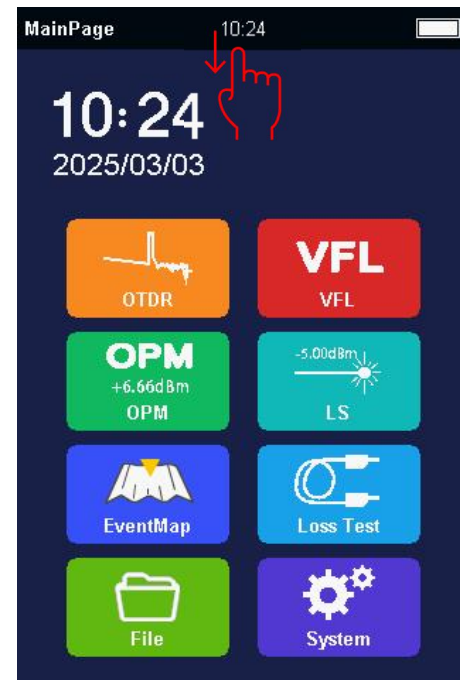 MainPage 10:24
10:24
2025/03/03
OTDR
VFL
VFL
OPM
+6.66dBm
OPM
-5.00dBm
LS
EventMap
Loss Test
File
System